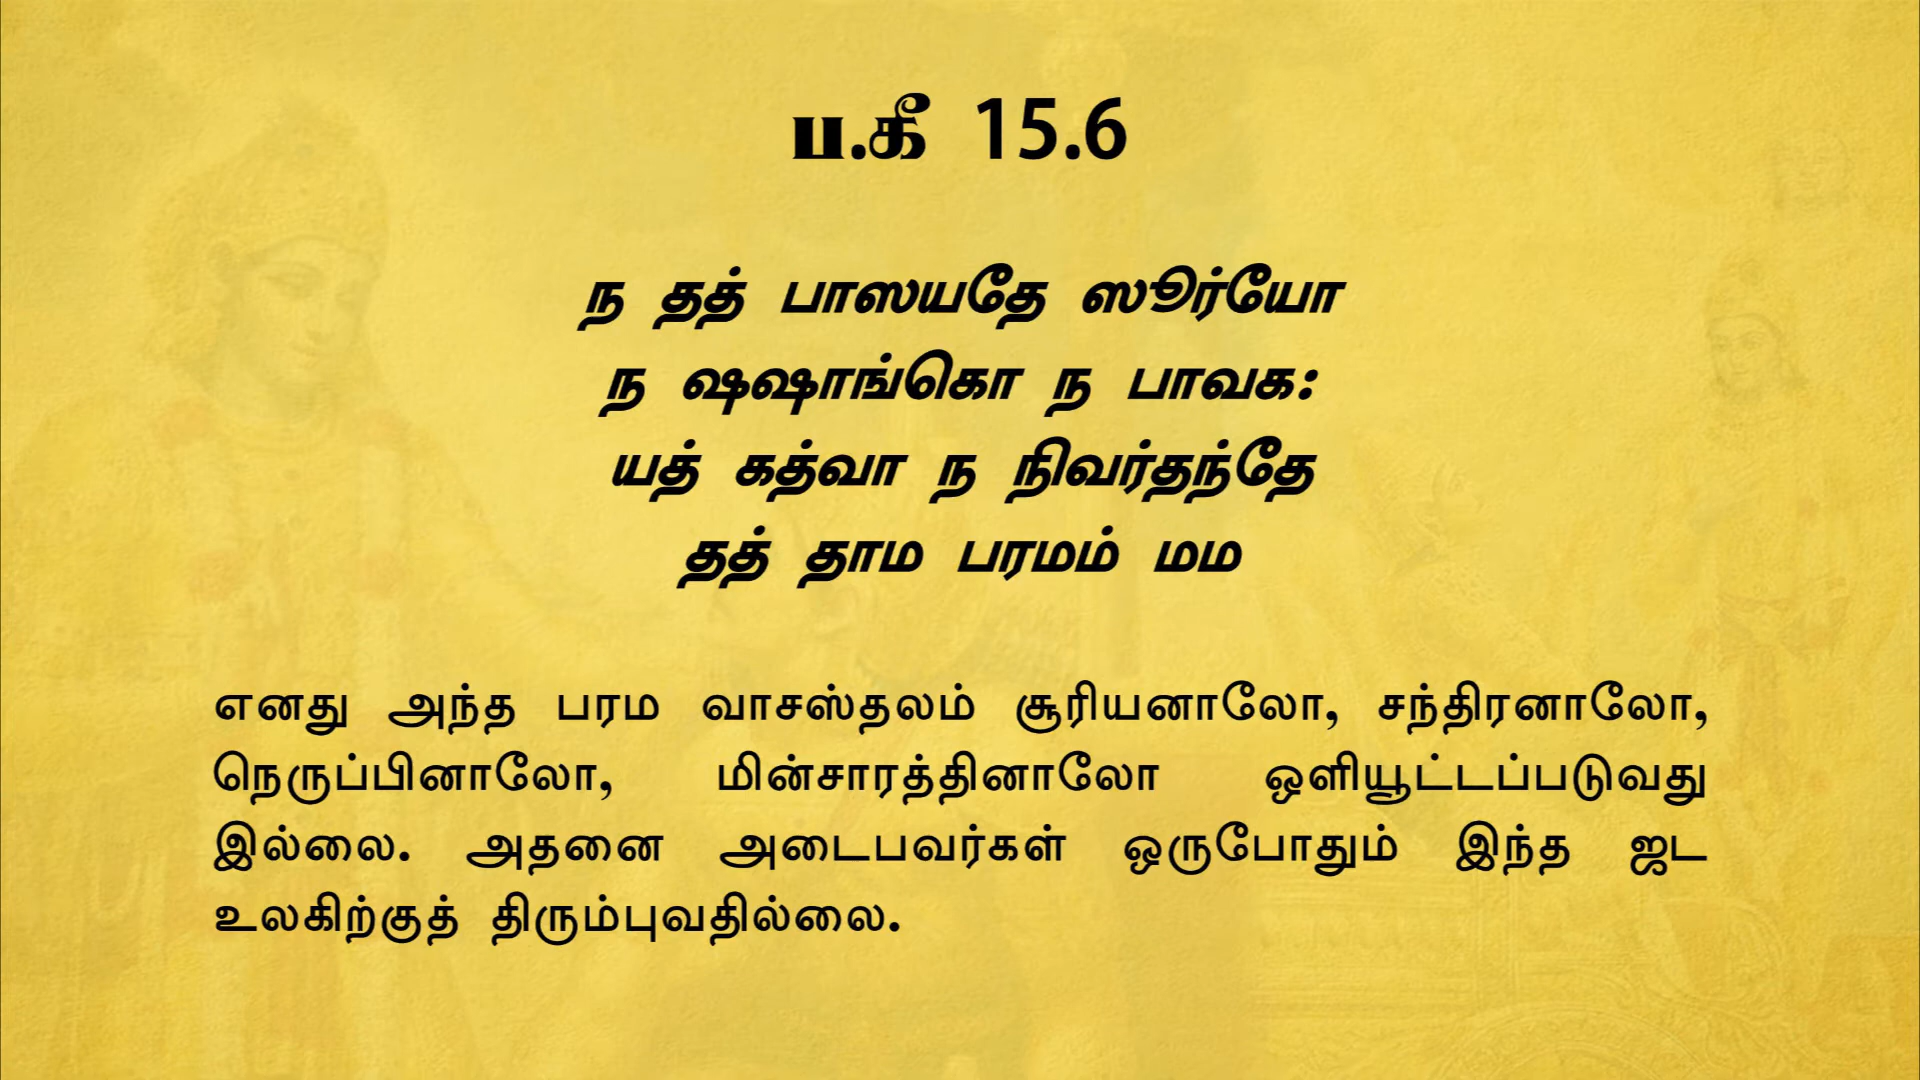 ப.கீ 15.6
ந தத் பாஸயதே ஸூர்யோ
ந ஷஷாங்கொ ந பாவக:
யத் கத்வா ந நிவர்தந்தே
தத் தாம பரமம் மம
எனது அந்த பரம வாசஸ்தலம் சூரியனாலோ, சந்திரனாலோ,
நெருப்பினாலோ, மின்சாரத்தினாலோ ஒளியூட்டப்படுவது
இல்லை. அதனை அடைபவர்கள் ஒருபோதும் இந்த ஜட
உலகிற்குத் திரும்புவதில்லை.